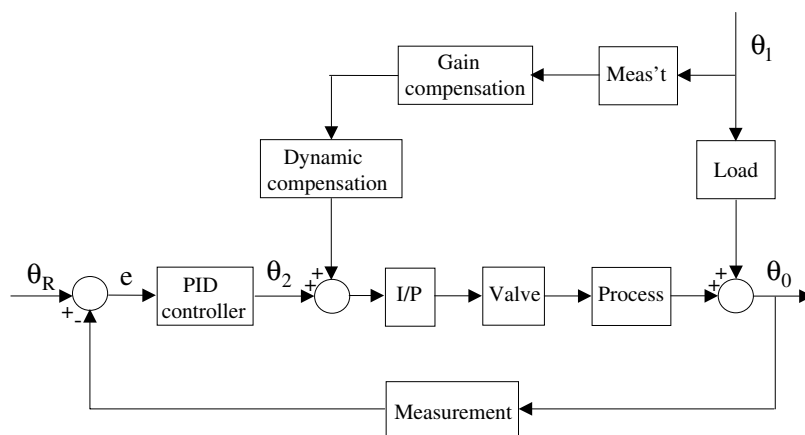 θ1
Gain
compensation
Meas't
Dynamic
compensation
Load
θR
+
-
e
PID
controller
θ2
+
+
I/P
Valve
Process
+
+
θ0
Measurement